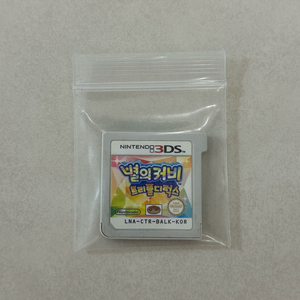 NINTENDO 3DS
별의 커비
트리플 디럭스
LNA-CTR-BALK-KOR